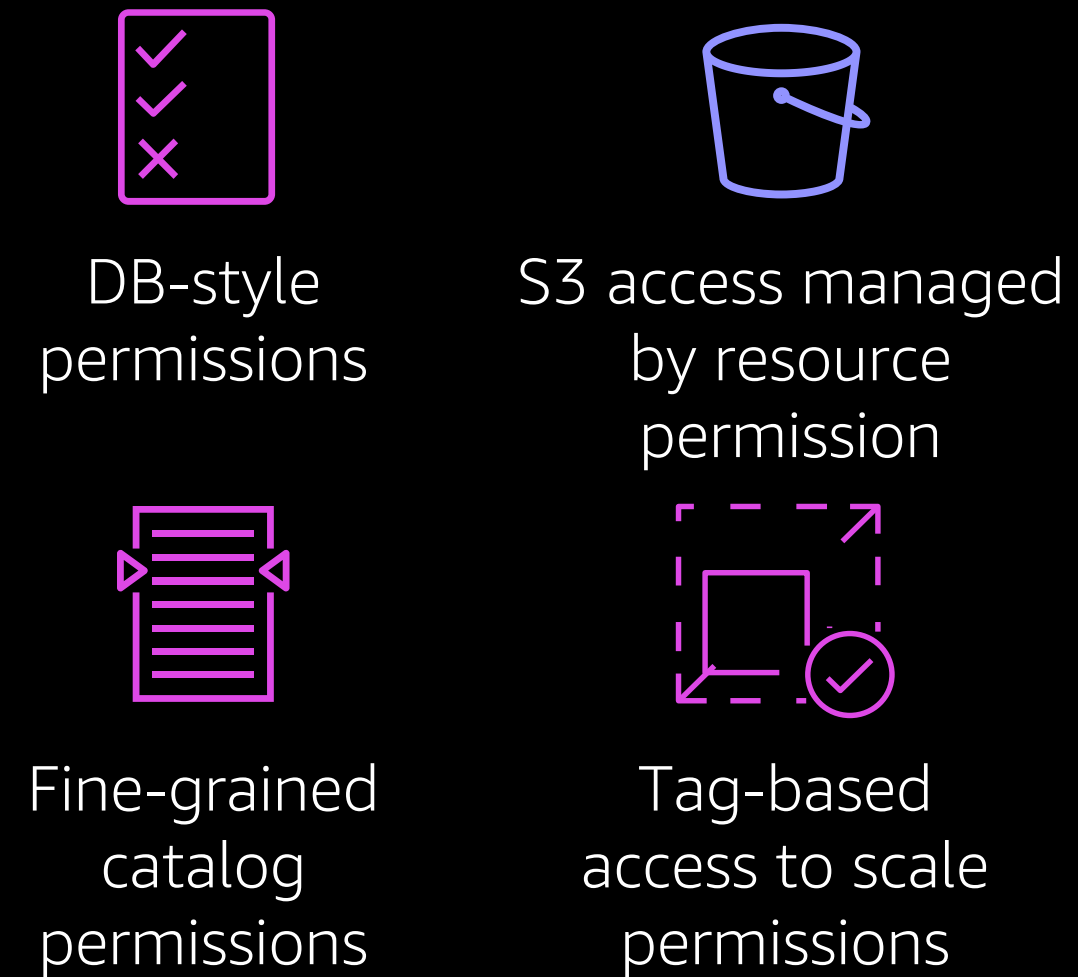 DB-style
permissions
S3 access managed
by resource
permission
Fine-grained
catalog
permissions
Tag-based
access to scale
permissions